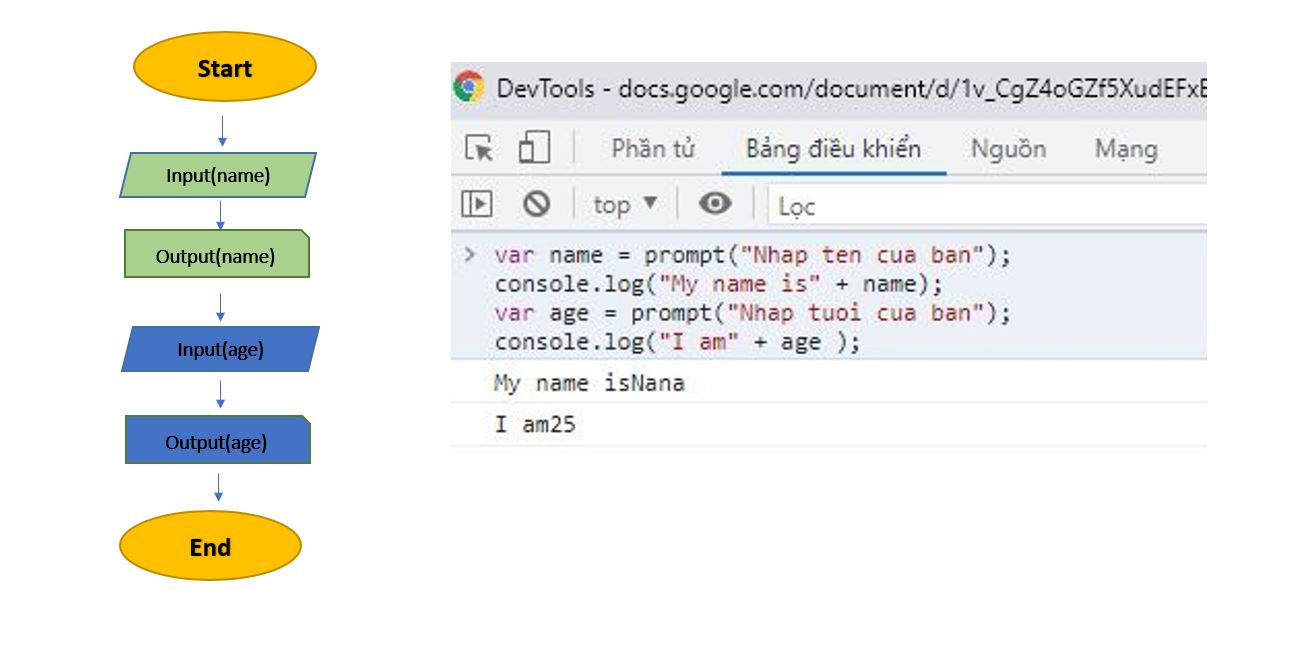 Start
Input(name)
Output(name)
Input(age)
Output(age)
End
DevTools - docs.google.com/document/d/1v_CgZ4oGZf5XudEFxE
Phần tử Bảng điều khiển Nguồn Mạng
top Lọc
> var name = prompt("Nhap ten cua ban");
console.log("My name is" + name);
var age = prompt("Nhap tuoi cua ban");
console.log("I am" + age );
My name isNana
I am25